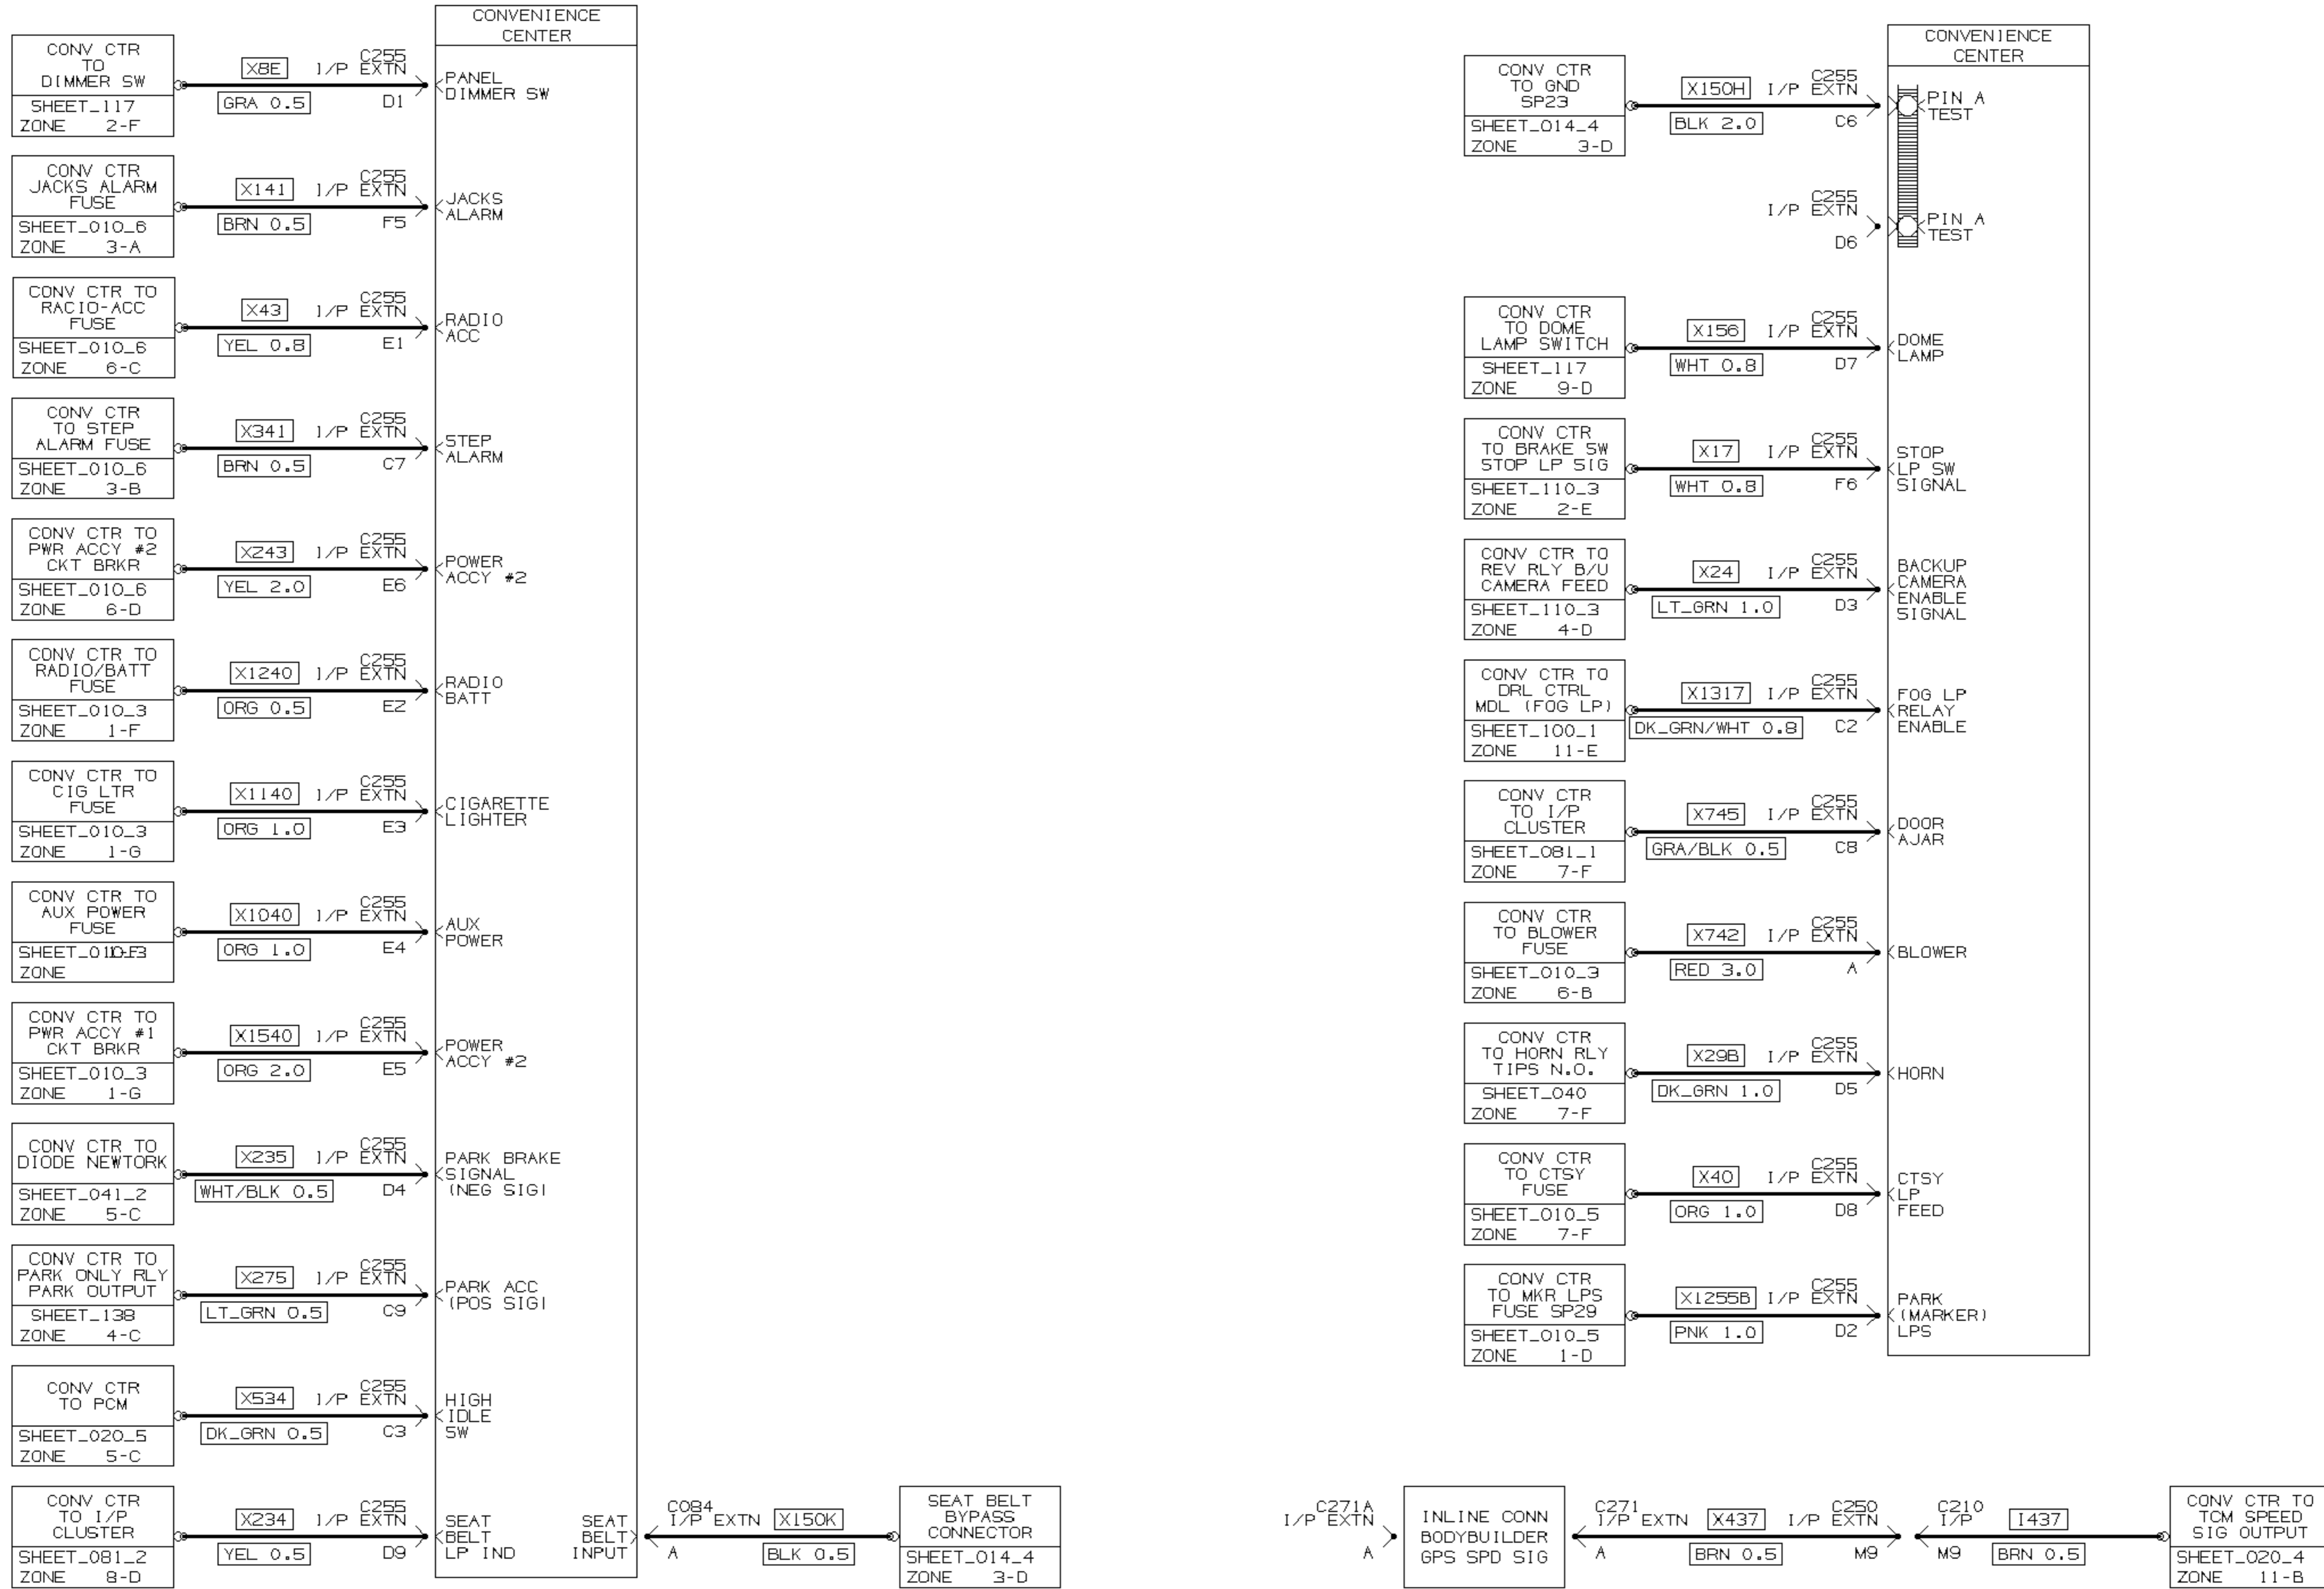 CONVENIENCE
CENTER
CONV CTR
TO
DIMMER SW
SHEET_117
ZONE 2-F
X8E
I/P EXTN
C255
GRA 0.5
D1
PANEL
DIMMER SW
CONV CTR
JACKS ALARM
FUSE
SHEET_010_6
ZONE 3-A
X141
I/P EXTN
C255
BRN 0.5
F5
JACKS
ALARM
CONV CTR TO
RACIO-ACC
FUSE
SHEET_010_6
ZONE 6-C
X43
I/P EXTN
C255
YEL 0.8
E1
RADIO
ACC
CONV CTR
TO STEP
ALARM FUSE
SHEET_010_6
ZONE 3-B
X341
I/P EXTN
C255
BRN 0.5
C7
STEP
ALARM
CONV CTR TO
PWR ACCY #2
CKT BRKR
SHEET_010_6
ZONE 6-D
X243
I/P EXTN
C255
YEL 2.0
E6
POWER
ACCY #2
CONV CTR TO
RADIO/BATT
FUSE
SHEET_010_3
ZONE 1-F
X1240
I/P EXTN
C255
ORG 0.5
E2
RADIO
BATT
CONV CTR TO
CIG LTR
FUSE
SHEET_010_3
ZONE 1-G
X1140
I/P EXTN
C255
ORG 1.0
E3
CIGARETTE
LIGHTER
CONV CTR TO
AUX POWER
FUSE
ZONE
X1040
I/P EXTN
C255
ORG 1.0
E4
AUX
POWER
CONV CTR TO
PWR ACCY #1
CKT BRKR
SHEET_010_3
ZONE 1-G
X1540
I/P EXTN
C255
ORG 2.0
E5
POWER
ACCY #2
CONV CTR TO
DIODE NEWTORK
SHEET_041_2
ZONE 5-C
X235
I/P EXTN
C255
WHT/BLK 0.5
D4
PARK BRAKE
SIGNAL
(NEG SIG)
CONV CTR TO
PARK ONLY RLY
PARK OUTPUT
SHEET_138
ZONE 4-C
X275
I/P EXTN
C255
LT_GRN 0.5
C9
PARK ACC
(POS SIG)
CONV CTR
TO PCM
SHEET_020_5
ZONE 5-C
X534
I/P EXTN
C255
DK_GRN 0.5
C3
HIGH
IDLE
SW
CONV CTR
TO I/P
CLUSTER
SHEET_081_2
ZONE 8-D
X234
I/P EXTN
C255
YEL 0.5
D9
SEAT
BELT
LP IND
SEAT
BELT
INPUT
C084
I/P EXTN
X150K
A
BLK 0.5
SEAT BELT
BYPASS
CONNECTOR
SHEET_014_4
ZONE 3-D
CONVENIENCE
CENTER
CONV CTR
TO GND
SP23
SHEET_014_4
ZONE 3-D
X150H
I/P EXTN
C255
BLK 2.0
C6
PIN A
TEST
C255
I/P EXTN
D6
PIN A
TEST
CONV CTR
TO DOME
LAMP SWITCH
SHEET_117
ZONE 9-D
X156
I/P EXTN
C255
WHT 0.8
D7
DOME
LAMP
CONV CTR
TO BRAKE SW
STOP LP SIG
SHEET_110_3
ZONE 2-E
X17
I/P EXTN
C255
WHT 0.8
F6
STOP
LP SW
SIGNAL
CONV CTR TO
REV RLY B/U
CAMERA FEED
SHEET_110_3
ZONE 4-D
X24
I/P EXTN
C255
LT_GRN 1.0
D3
BACKUP
CAMERA
ENABLE
SIGNAL
CONV CTR TO
DRL CTRL
MDL (FOG LP)
SHEET_100_1
ZONE 11-E
X1317
I/P EXTN
C255
DK_GRN/WHT 0.8
C2
FOG LP
RELAY
ENABLE
CONV CTR
TO I/P
CLUSTER
SHEET_081_1
ZONE 7-F
X745
I/P EXTN
C255
GRA/BLK 0.5
C8
DOOR
AJAR
CONV CTR
TO BLOWER
FUSE
SHEET_010_3
ZONE 6-B
X742
I/P EXTN
C255
RED 3.0
A
BLOWER
CONV CTR
TO HORN RLY
TIPS N.O.
SHEET_040
ZONE 7-F
X29B
I/P EXTN
C255
DK_GRN 1.0
D5
HORN
CONV CTR
TO CTSY
FUSE
SHEET_010_5
ZONE 7-F
X40
I/P EXTN
C255
ORG 1.0
D8
CTSY
LP
FEED
CONV CTR
TO MKR LPS
FUSE SP29
SHEET_010_5
ZONE 1-D
X1255B
I/P EXTN
C255
PNK 1.0
D2
PARK
(MARKER)
LPS
C271A
I/P EXTN
A
INLINE CONN
BODYBUILDER
GPS SPD SIG
C271
I/P EXTN
A
X437
BRN 0.5
C250
I/P EXTN
M9
C210
I/P
M9
1437
BRN 0.5
CONV CTR TO
TCM SPEED
SIG OUTPUT
SHEET_020_4
ZONE 11-B